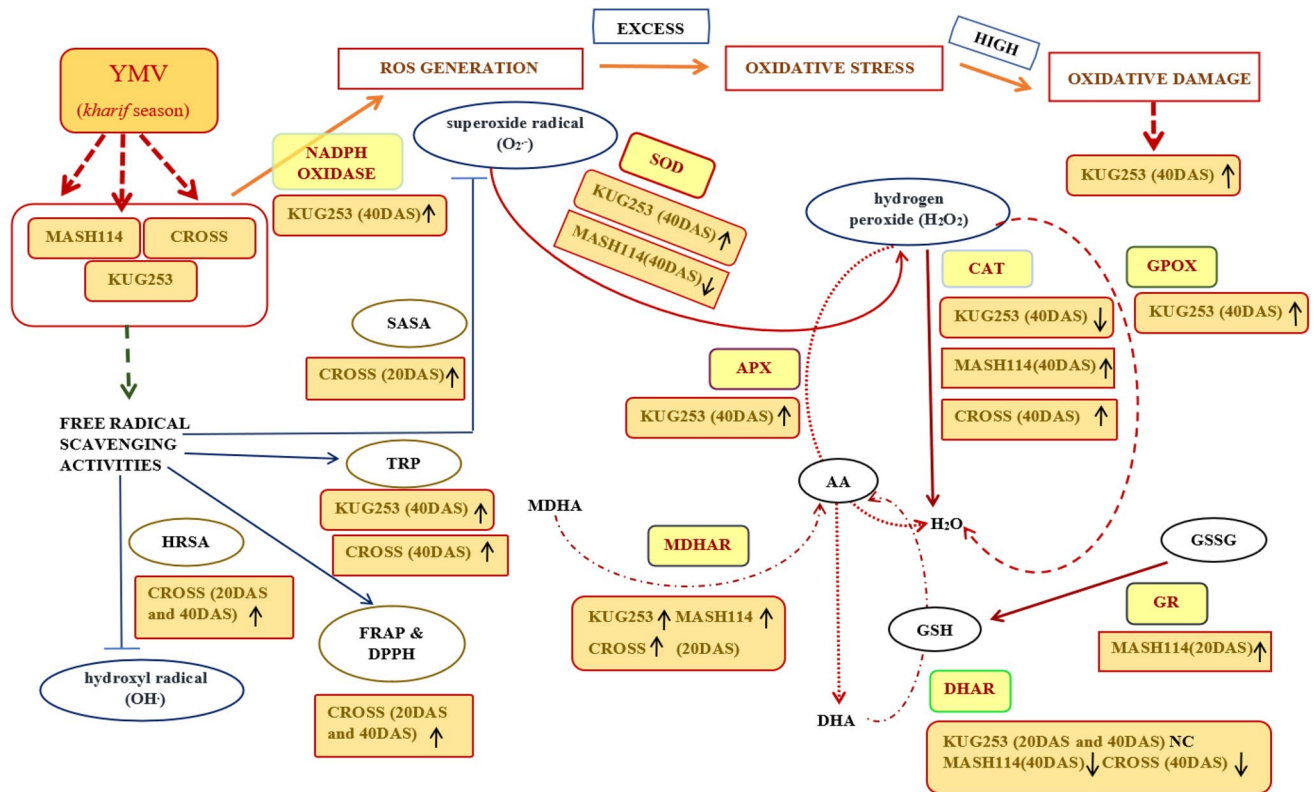 YMV
(kharif season)
ROS GENERATION
EXCESS
OXIDATIVE STRESS
HIGH
OXIDATIVE DAMAGE
KUG253 (40DAS)↑
NADPH
OXIDASE
KUG253 (40DAS)↑
superoxide radical
(O₂·⁻)
SOD
KUG253 (40DAS)↑
MASH114(40DAS)↓
MASH114
CROSS
KUG253
hydrogen
peroxide (H₂O₂)
CAT
KUG253 (40DAS)↓
MASH114(40DAS)↑
CROSS (40DAS) ↑
GPOX
KUG253 (40DAS)↑
SASA
CROSS (20DAS)↑
APX
KUG253 (40DAS)↑
FREE RADICAL
SCAVENGING
ACTIVITIES
TRP
KUG253 (40DAS)↑
CROSS (40DAS) ↑
HRSA
CROSS (20DAS
and 40DAS) ↑
FRAP &
DPPH
CROSS (20DAS
and 40DAS) ↑
hydroxyl radical
(OH·)
MDHA
MDHAR
KUG253↑ MASH114 ↑
CROSS ↑ (20DAS)
AA
H₂O
GSSG
GR
MASH114(20DAS)↑
GSH
DHA
DHAR
KUG253 (20DAS and 40DAS) NC
MASH114(40DAS)↓CROSS (40DAS) ↓